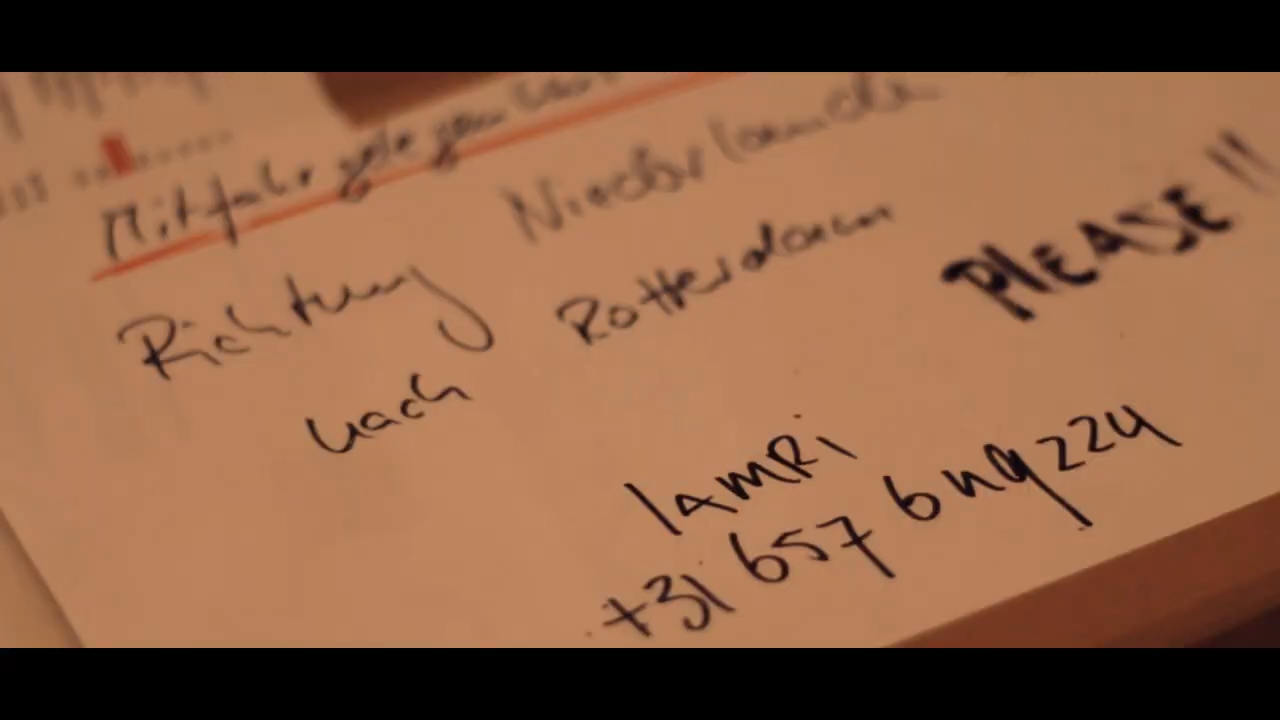 Mitfahrgelegenheit
Richtung Niederlande
nach Rotterdam
PLEASE!!
LAMRI
+31 657 649224